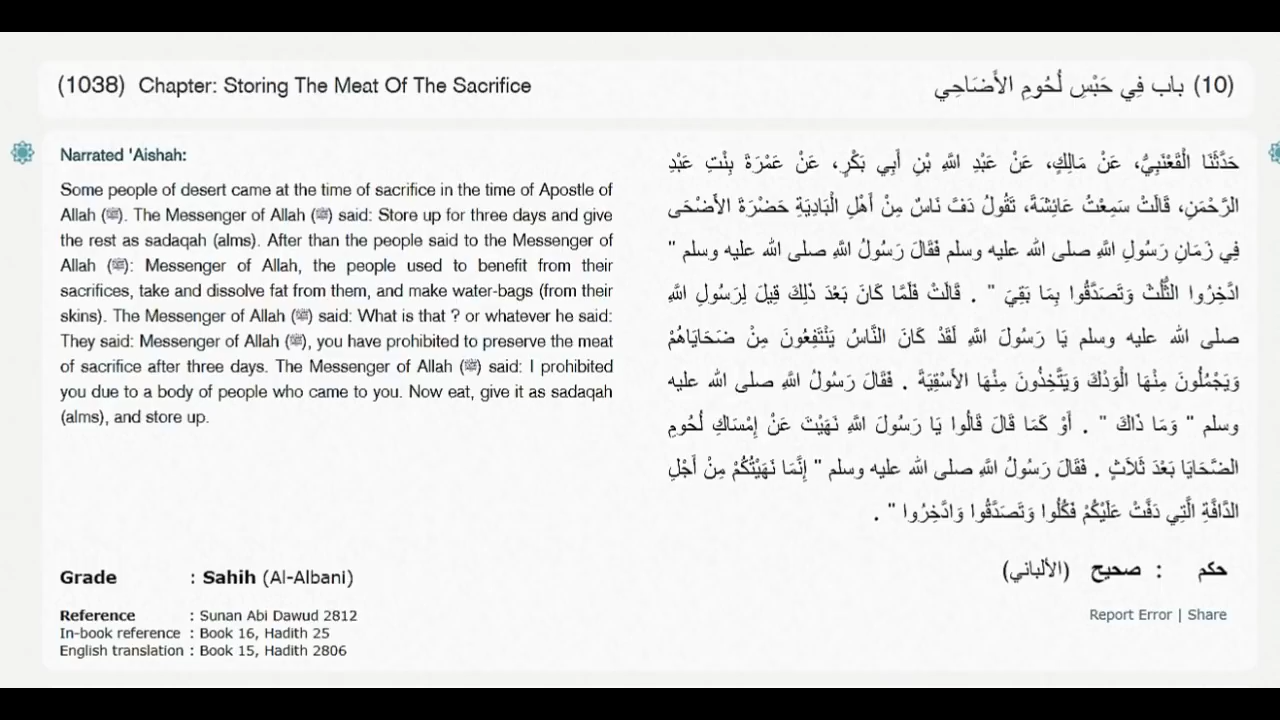 (1038) Chapter: Storing The Meat Of The Sacrifice
(10) باب فِي حَبْسِ لُحُومِ الأَضَاحِي
Narrated 'Aishah:
Some people of desert came at the time of sacrifice in the time of Apostle of
Allah (ﷺ). The Messenger of Allah (ﷺ) said: Store up for three days and give
the rest as sadaqah (alms). After than the people said to the Messenger of
Allah (ﷺ): Messenger of Allah, the people used to benefit from their
sacrifices, take and dissolve fat from them, and make water-bags (from their
skins). The Messenger of Allah (ﷺ) said: What is that ? or whatever he said:
They said: Messenger of Allah (ﷺ), you have prohibited to preserve the meat
of sacrifice after three days. The Messenger of Allah (ﷺ) said: I prohibited
you due to a body of people who came to you. Now eat, give it as sadaqah
(alms), and store up.
حَدَّثَنَا الْقَعْنَبِيُّ، عَنْ مَالِكٍ، عَنْ عَبْدِ اللَّهِ بْنِ أَبِي بَكْرٍ، عَنْ عَمْرَةَ بِنْتِ عَبْدِ
الرَّحْمَنِ، قَالَتْ سَمِعْتُ عَائِشَةَ، تَقُولُ دَفَّ نَاسٌ مِنْ أَهْلِ الْبَادِيَةِ حَضْرَةَ الأَضْحَى
فِي زَمَانِ رَسُولِ اللَّهِ صلى الله عليه وسلم فَقَالَ رَسُولُ اللَّهِ صلى الله عليه وسلم "
ادَّخِرُوا الثُّلُثَ وَتَصَدَّقُوا بِمَا بَقِيَ " . قَالَتْ فَلَمَّا كَانَ بَعْدَ ذَلِكَ قِيلَ لِرَسُولِ اللَّهِ
صلى الله عليه وسلم يَا رَسُولَ اللَّهِ لَقَدْ كَانَ النَّاسُ يَنْتَفِعُونَ مِنْ ضَحَايَاهُمْ
وَيَجْمُلُونَ مِنْهَا الْوَدَكَ وَيَتَّخِذُونَ مِنْهَا الأَسْقِيَةَ . فَقَالَ رَسُولُ اللَّهِ صلى الله عليه
وسلم " وَمَا ذَاكَ " . أَوْ كَمَا قَالَ قَالُوا يَا رَسُولَ اللَّهِ نَهَيْتَ عَنْ إِمْسَاكِ لُحُومِ
الضَّحَايَا بَعْدَ ثَلاَثٍ . فَقَالَ رَسُولُ اللَّهِ صلى الله عليه وسلم " إِنَّمَا نَهَيْتُكُمْ مِنْ أَجْلِ
الدَّافَّةِ الَّتِي دَفَّتْ عَلَيْكُمْ فَكُلُوا وَتَصَدَّقُوا وَادَّخِرُوا " .
Grade : Sahih (Al-Albani)
حكم : صحيح (الألباني)
Reference : Sunan Abi Dawud 2812
In-book reference : Book 16, Hadith 25
English translation : Book 15, Hadith 2806
Report Error | Share